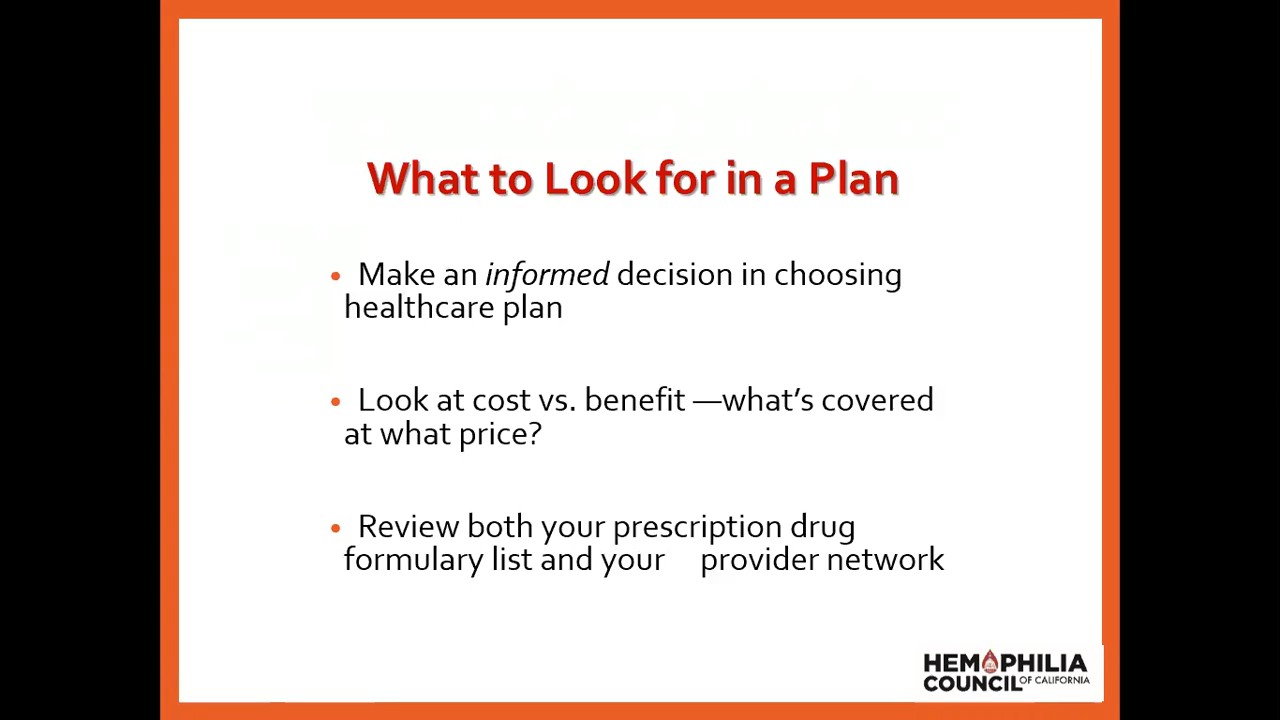 What to Look for in a Plan
• Make an informed decision in choosing
healthcare plan
• Look at cost vs. benefit —what's covered
at what price?
• Review both your prescription drug
formulary list and your provider network
HEMOPHILIA
COUNCIL OF CALIFORNIA